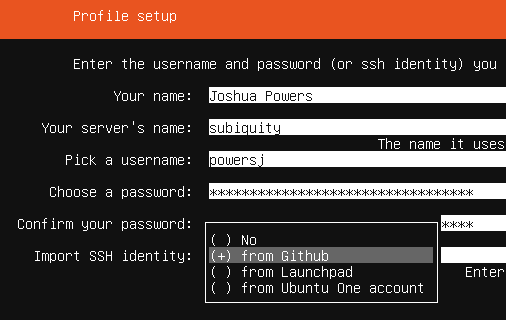 Profile setup
Enter the username and password (or ssh identity) you
Your name: Joshua Powers
Your server's name: subiquity
The name it uses
Pick a username: powersj
Choose a password: *********************************
Confirm your password: ****
( ) No
Import SSH identity: (+) from Github
( ) from Launchpad Enter
( ) from Ubuntu One account